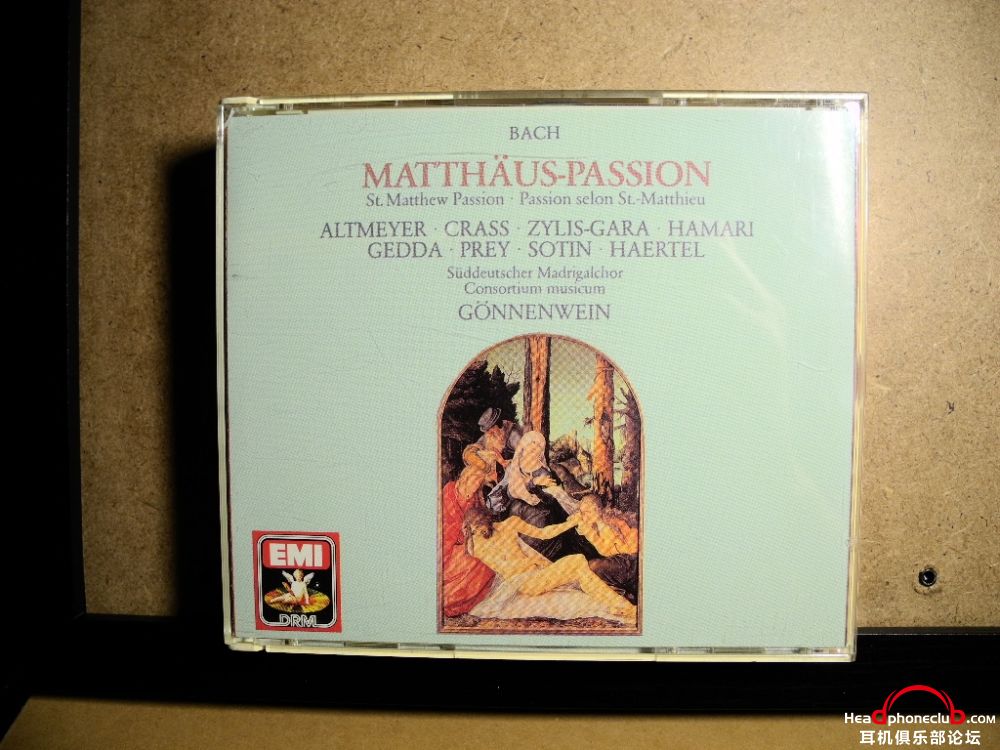 BACH
MATTHÄUS-PASSION
St. Matthew Passion · Passion selon St.-Matthieu
ALTMEYER · CRASS · ZYLIS-GARA · HAMARI
GEDDA · PREY · SOTIN · HAERTEL
Süddeutscher Madrigalchor
Consortium musicum
GÖNNENWEIN
EMI
DRM
Headphoneclub.com
耳机俱乐部论坛